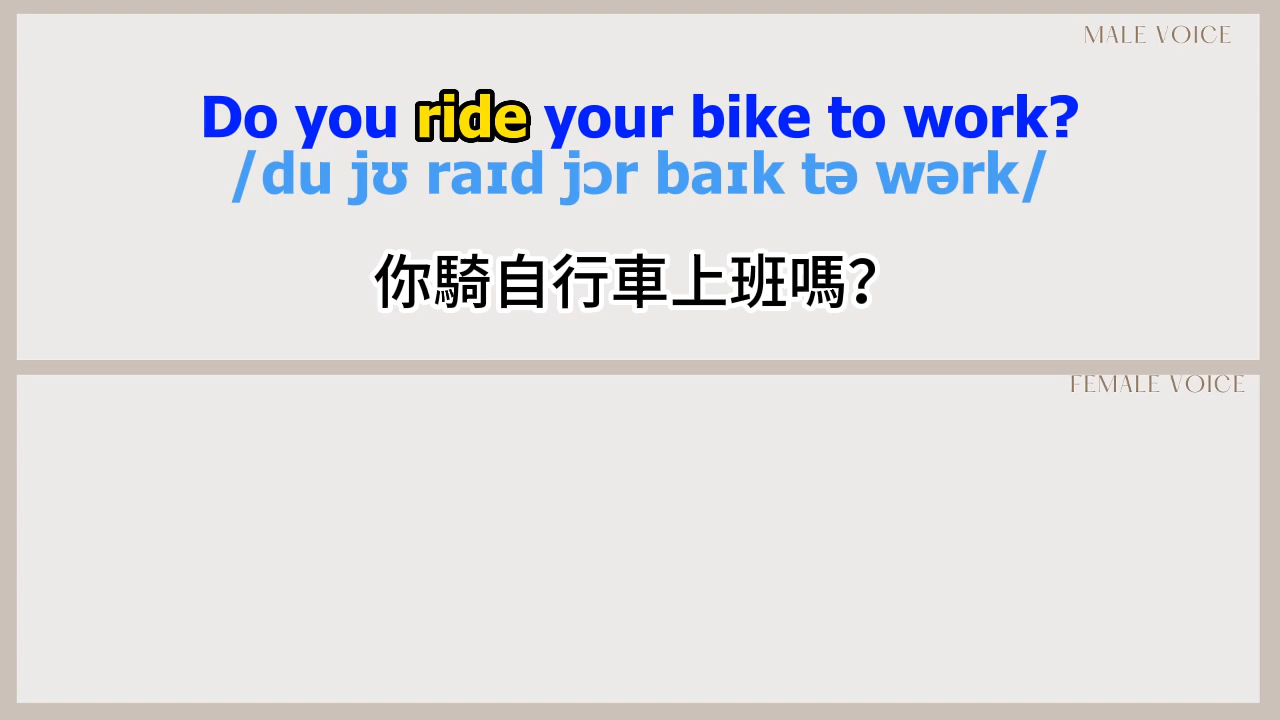 MALE VOICE
Do you ride your bike to work?
/du jʊ raɪd jɔr baɪk tə wərk/
你騎自行車上班嗎?
FEMALE VOICE